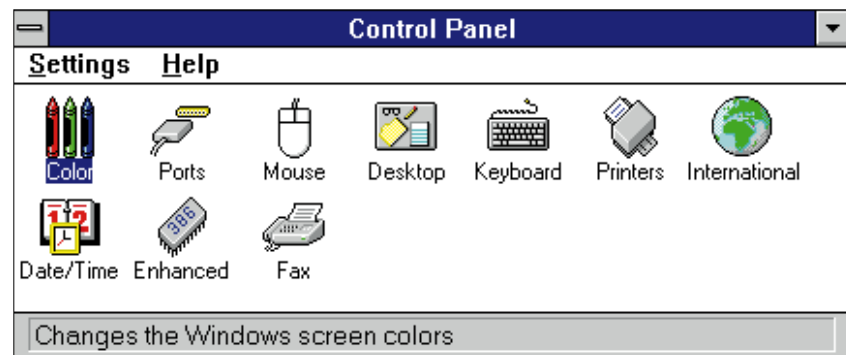 Control Panel
Settings Help
Color Ports Mouse Desktop Keyboard Printers International
12
386
Date/Time Enhanced Fax
Changes the Windows screen colors